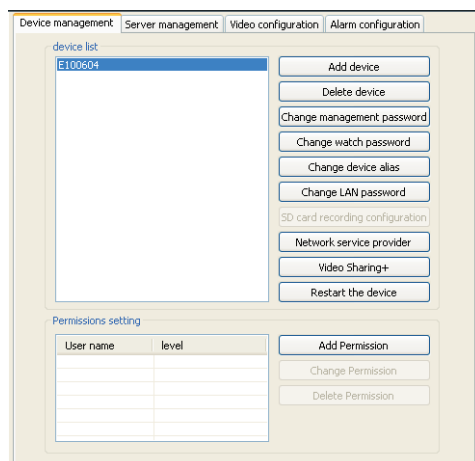 Device management Server management Video configuration Alarm configuration
device list
E100604
Add device
Delete device
Change management password
Change watch password
Change device alias
Change LAN password
SD card recording configuration
Network service provider
Video Sharing+
Restart the device
Permissions setting
User name level
Add Permission
Change Permission
Delete Permission